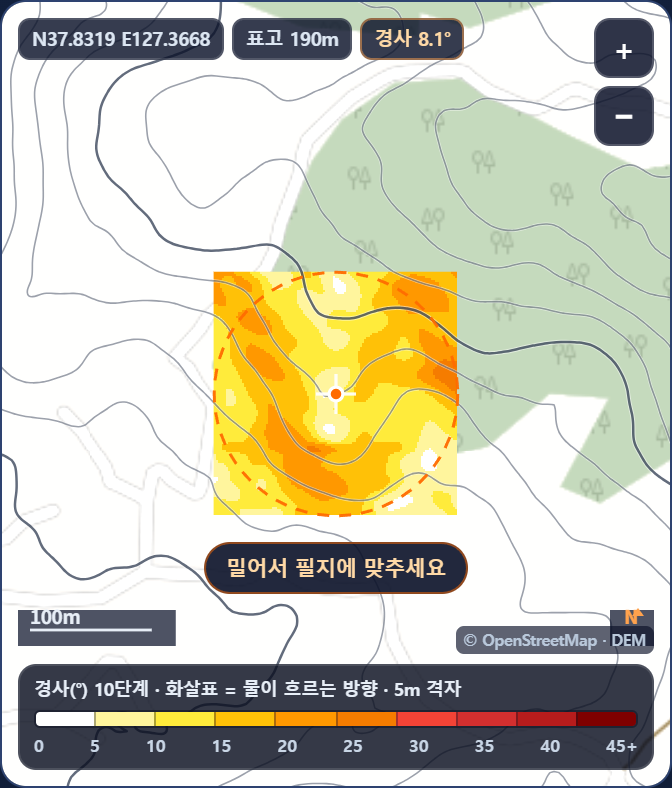 N37.8319 E127.3668
표고 190m
경사 8.1°
+
−
밀어서 필지에 맞추세요
100m
N
© OpenStreetMap · DEM
경사(°) 10단계 · 화살표 = 물이 흐르는 방향 · 5m 격자
0 5 10 15 20 25 30 35 40 45+